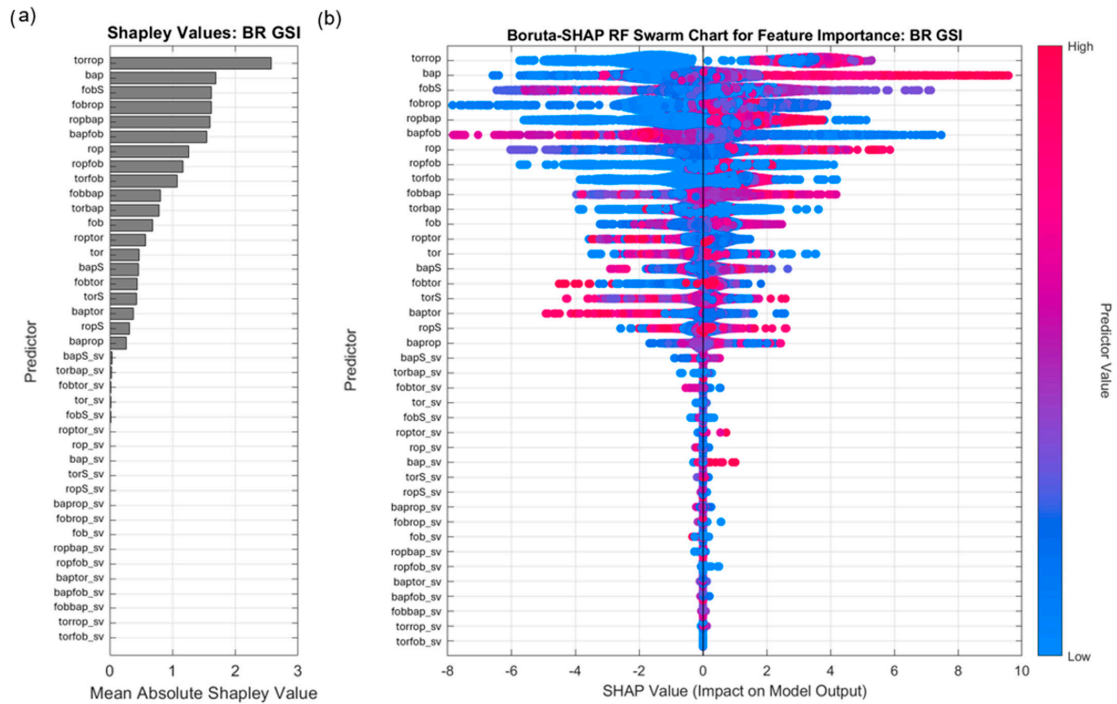 (a)
Shapley Values: BR GSI
torrop
bap
fobS
fobrop
ropbap
bapfob
rop
ropfob
torfob
fobbap
torbap
fob
roptor
tor
bapS
fobtor
torS
baptor
ropS
baprop
bapS_sv
torbap_sv
fobtor_sv
tor_sv
fobS_sv
roptor_sv
rop_sv
bap_sv
torS_sv
ropS_sv
baprop_sv
fobrop_sv
fob_sv
ropbap_sv
ropfob_sv
baptor_sv
bapfob_sv
fobbap_sv
torrop_sv
torfob_sv
Predictor
0 1 2 3
Mean Absolute Shapley Value
(b)
Boruta-SHAP RF Swarm Chart for Feature Importance: BR GSI
torrop
bap
fobS
fobrop
ropbap
bapfob
rop
ropfob
torfob
fobbap
torbap
fob
roptor
tor
bapS
fobtor
torS
baptor
ropS
baprop
bapS_sv
torbap_sv
fobtor_sv
tor_sv
fobS_sv
roptor_sv
rop_sv
bap_sv
torS_sv
ropS_sv
baprop_sv
fobrop_sv
fob_sv
ropbap_sv
ropfob_sv
baptor_sv
bapfob_sv
fobbap_sv
torrop_sv
torfob_sv
Predictor
-8 -6 -4 -2 0 2 4 6 8 10
SHAP Value (Impact on Model Output)
High
Predictor Value
Low